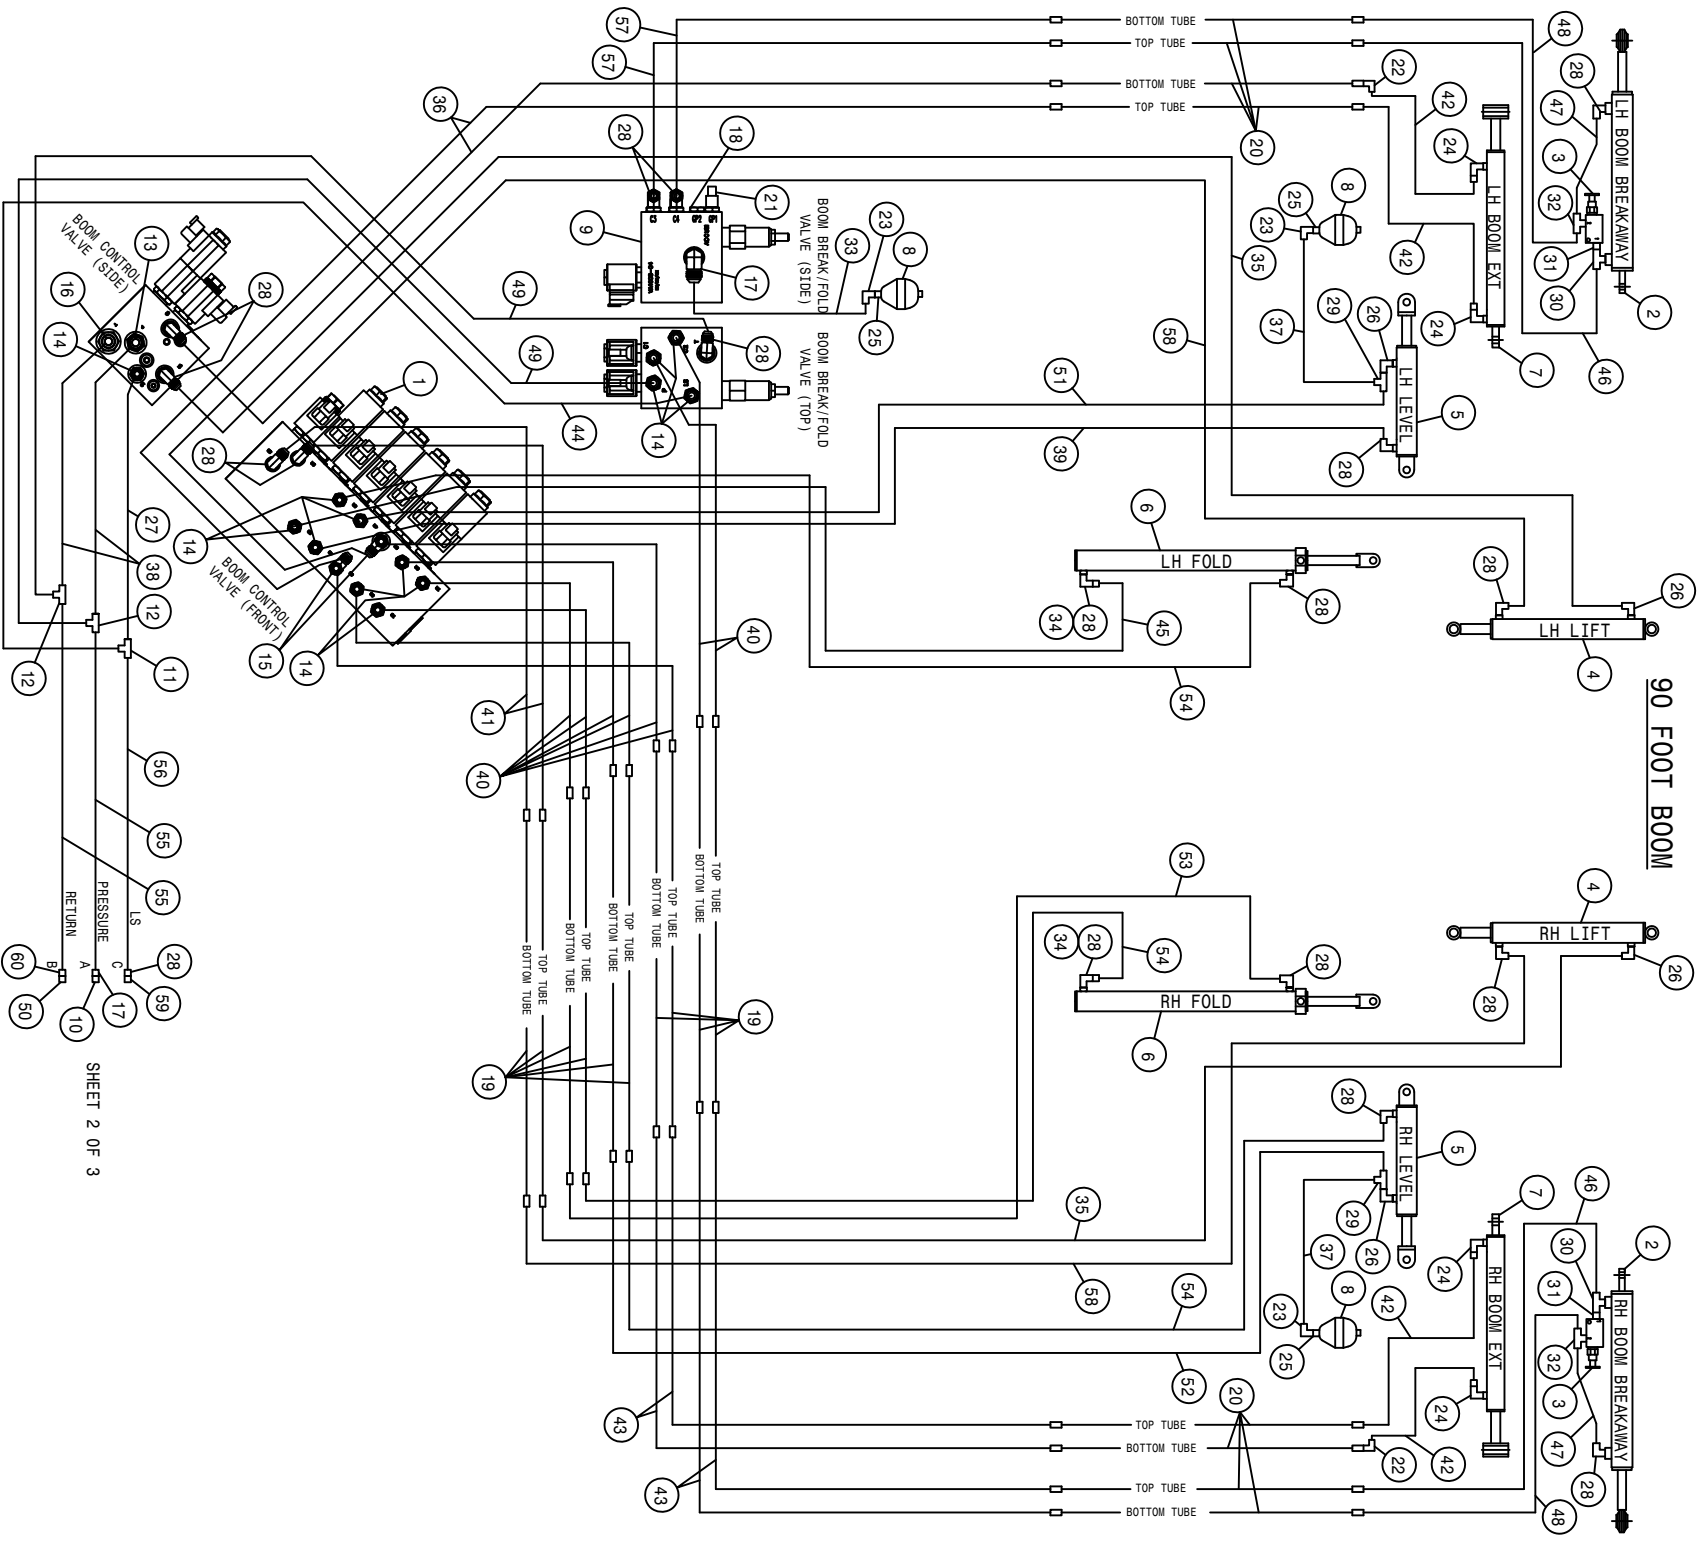 90 FOOT BOOM
SHEET 2 OF 3
BOTTOM TUBE
TOP TUBE
BOTTOM TUBE
TOP TUBE
57
57
36
20
48
28
47
3
32
31
30
2
22
42
24
LH BOOM BREAKAWAY
LH BOOM EXT
42
24
7
46
28
18
21
9
17
C3
C4
GP2
GP1
BOOM BREAK/FOLD
VALVE (SIDE)
23
33
8
25
35
58
8
25
23
37
29
26
LH LEVEL
5
28
BOOM BREAK/FOLD
VALVE (TOP)
28
14
49
49
44
51
39
BOOM CONTROL
VALVE (SIDE)
13
16
14
28
1
28
14
BOOM CONTROL
VALVE (FRONT)
15
14
27
38
12
11
12
6
LH FOLD
28
34
28
45
54
28
26
LH LIFT
4
40
41
40
56
55
55
LS
PRESSURE
RETURN
C
A
B
28
59
17
10
60
50
TOP TUBE
BOTTOM TUBE
TOP TUBE
BOTTOM TUBE
TOP TUBE
BOTTOM TUBE
TOP TUBE
BOTTOM TUBE
TOP TUBE
BOTTOM TUBE
19
19
53
34
28
54
28
RH FOLD
6
4
RH LIFT
28
26
28
RH LEVEL
5
29
26
37
8
23
25
35
58
54
52
43
43
7
24
RH BOOM EXT
42
24
42
22
20
46
30
31
32
3
47
28
48
2
RH BOOM BREAKAWAY
TOP TUBE
BOTTOM TUBE
TOP TUBE
BOTTOM TUBE